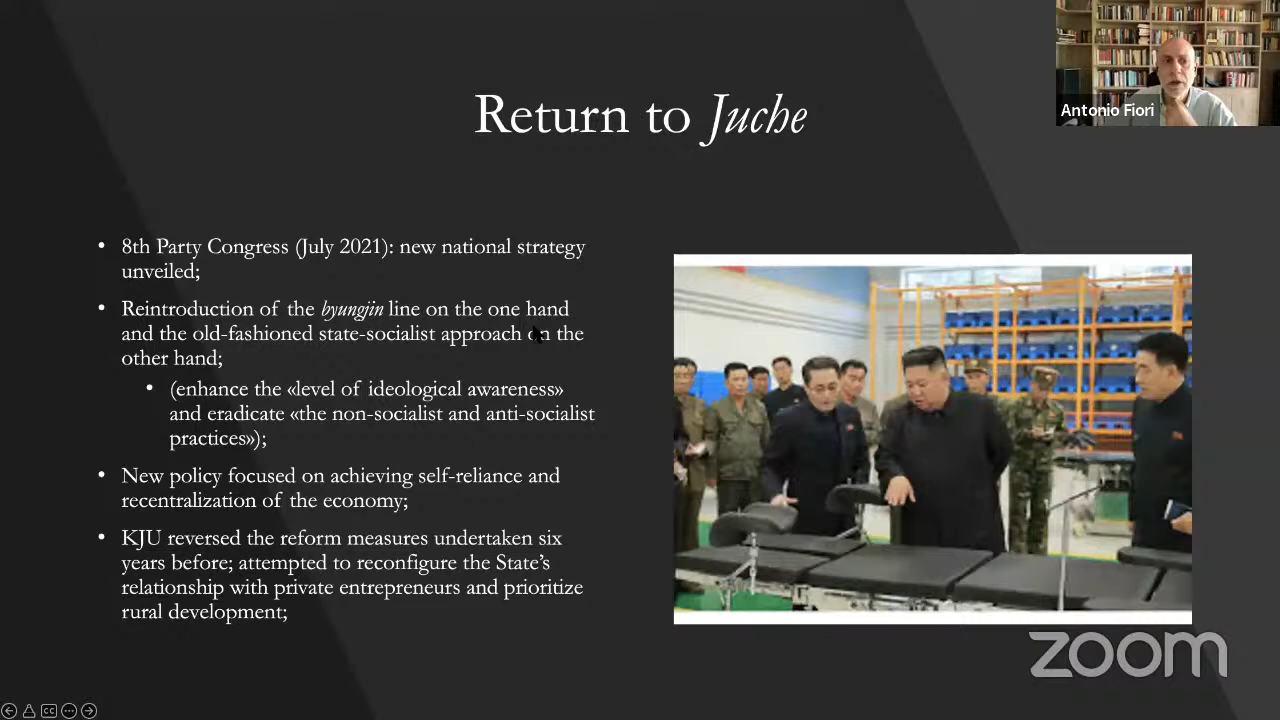 Antonio Fiori
Return to Juche
• 8th Party Congress (July 2021): new national strategy
unveiled;
• Reintroduction of the byungjin line on the one hand
and the old-fashioned state-socialist approach on the
other hand;
• (enhance the «level of ideological awareness»
and eradicate «the non-socialist and anti-socialist
practices»);
• New policy focused on achieving self-reliance and
recentralization of the economy;
• KJU reversed the reform measures undertaken six
years before; attempted to reconfigure the State’s
relationship with private entrepreneurs and prioritize
rural development;
zoom
CC